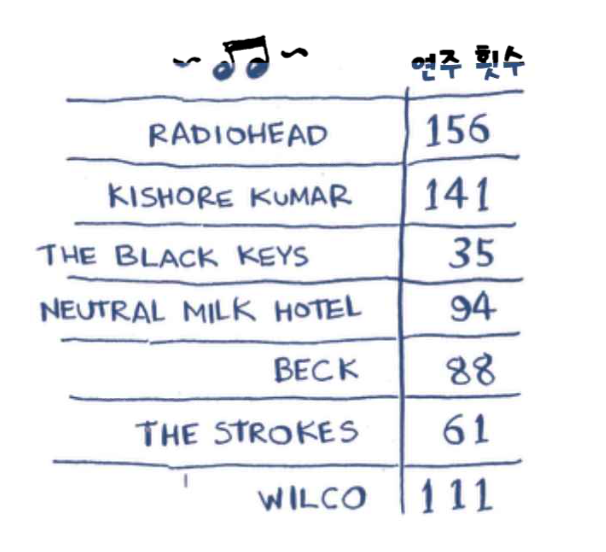 연주 횟수
RADIOHEAD 156
KISHORE KUMAR 141
THE BLACK KEYS 35
NEUTRAL MILK HOTEL 94
BECK 88
THE STROKES 61
WILCO 111